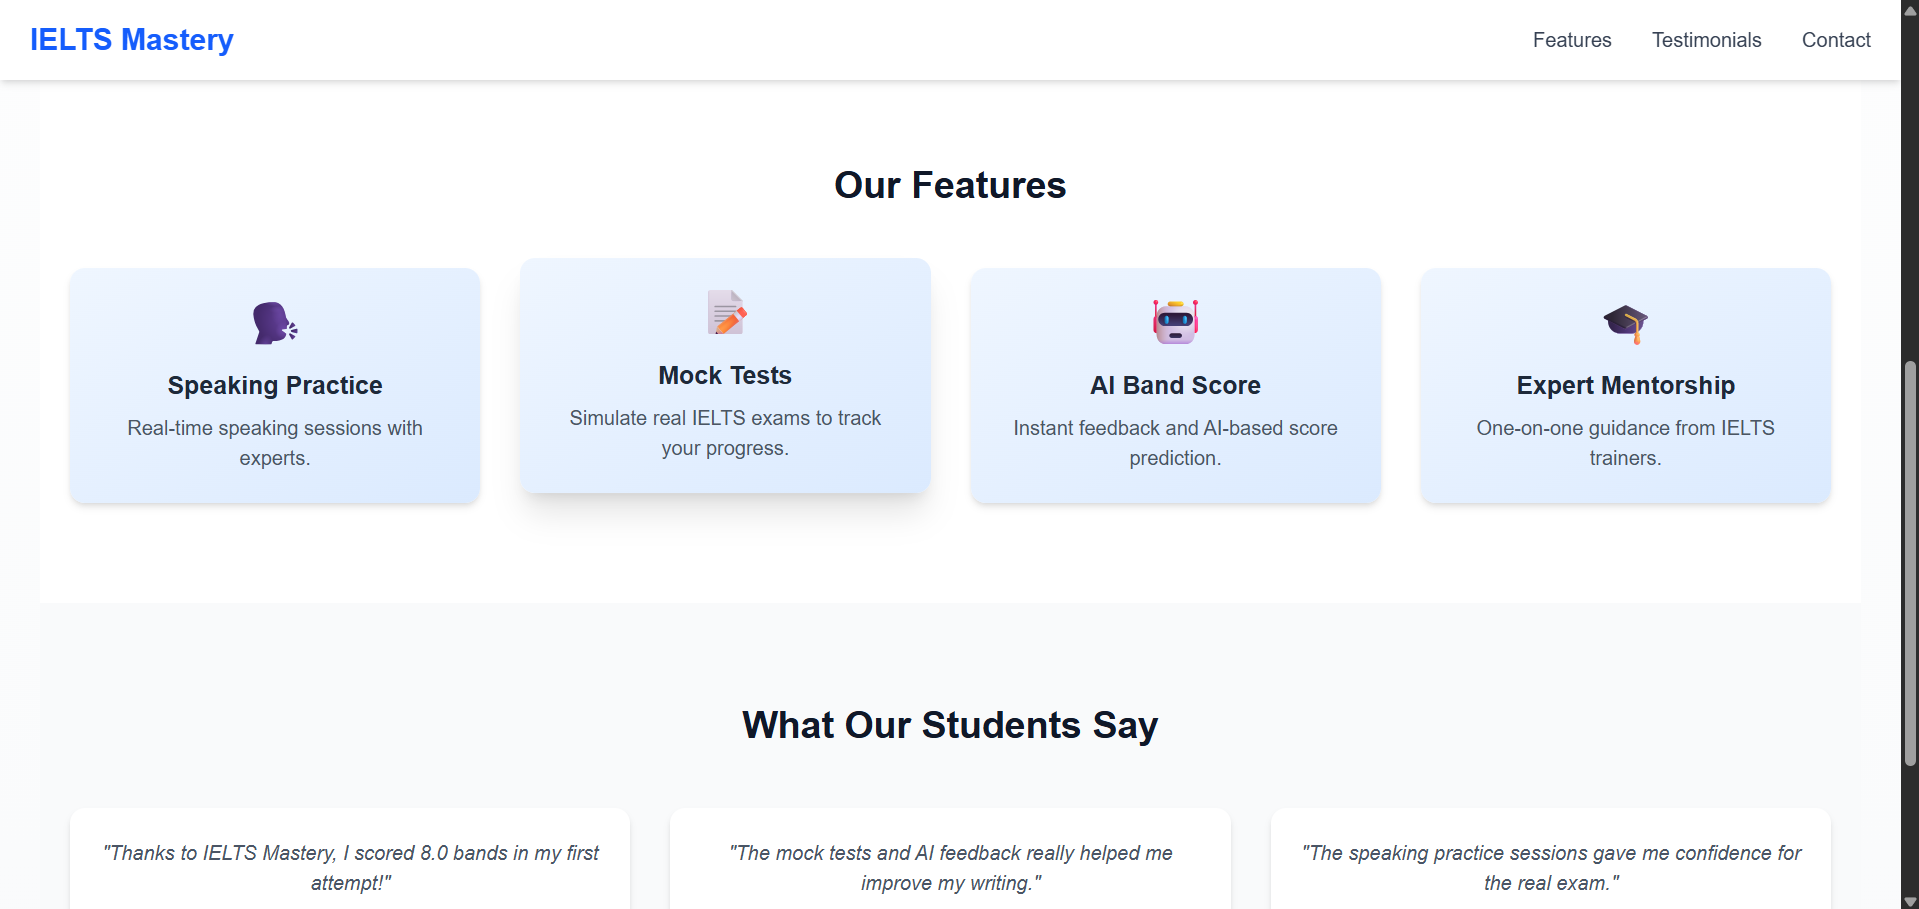 IELTS Mastery
Features
Testimonials
Contact
Our Features
Speaking Practice
Real-time speaking sessions with
experts.
Mock Tests
Simulate real IELTS exams to track
your progress.
AI Band Score
Instant feedback and AI-based score
prediction.
Expert Mentorship
One-on-one guidance from IELTS
trainers.
What Our Students Say
"Thanks to IELTS Mastery, I scored 8.0 bands in my first
attempt!"
"The mock tests and AI feedback really helped me
improve my writing."
"The speaking practice sessions gave me confidence for
the real exam."